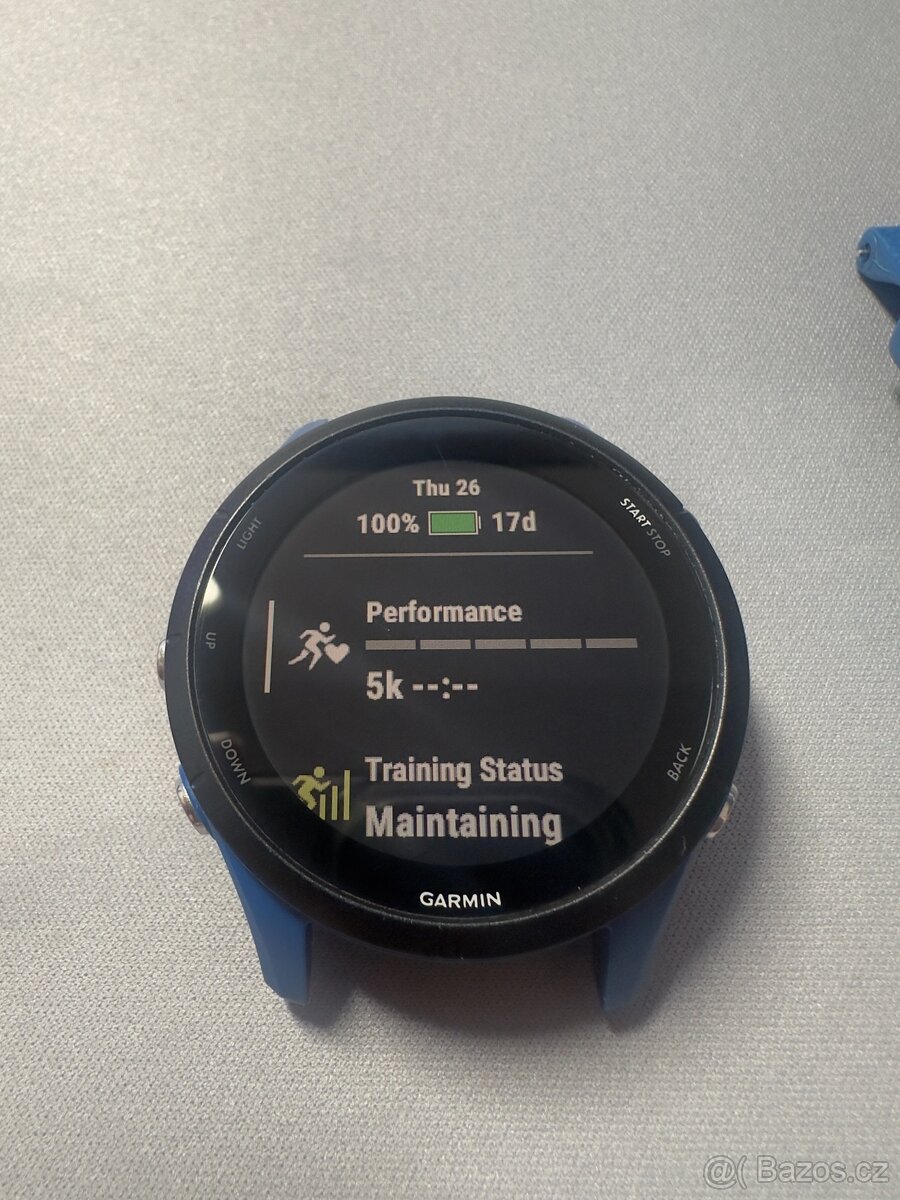 Thu 26
100% 17d
START STOP
LIGHT
Performance
UP
5k --:--
DOWN
BACK
Training Status
Maintaining
GARMIN
@( Bazos.cz